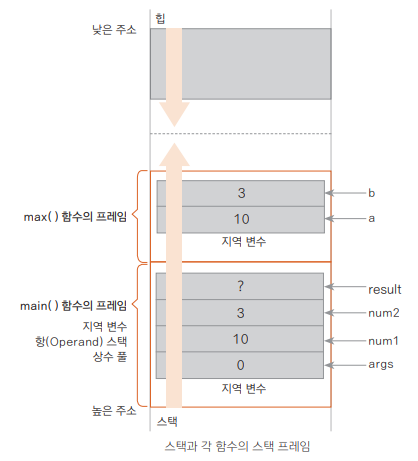 힙
낮은 주소
3
b
max( ) 함수의 프레임
10
a
지역 변수
?
result
main( ) 함수의 프레임
3
num2
지역 변수
항(Operand) 스택
10
num1
상수 풀
0
args
지역 변수
높은 주소
스택
스택과 각 함수의 스택 프레임